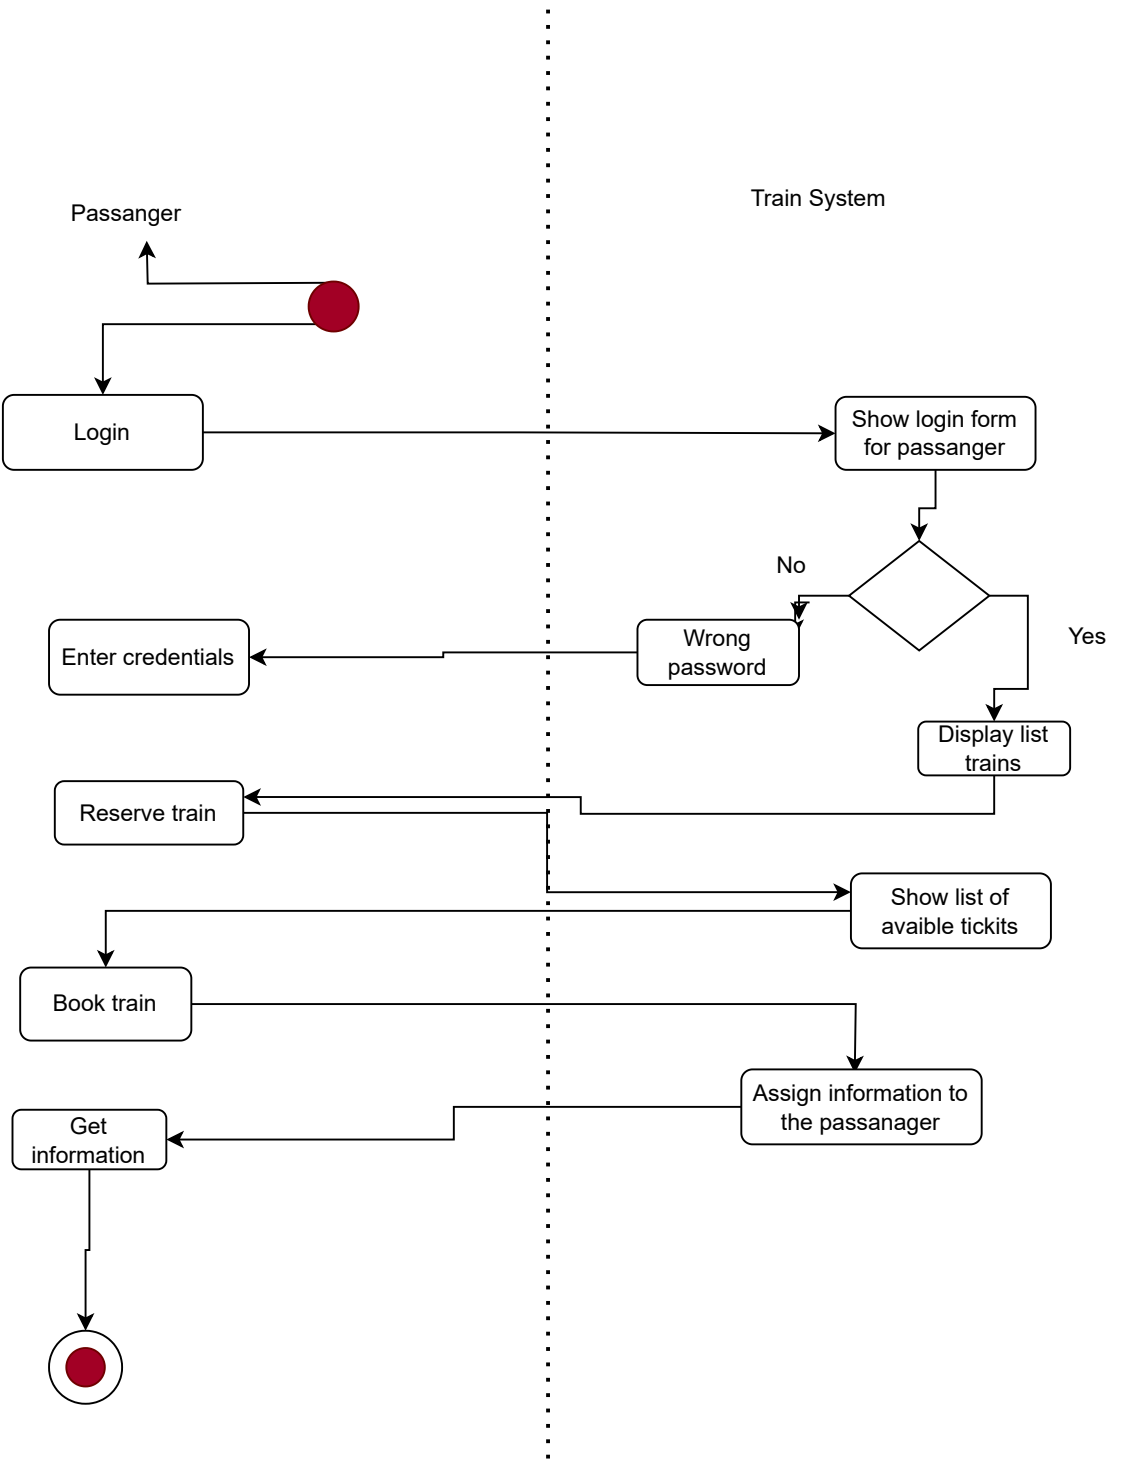 Train System
Passanger
Login
Show login form
for passanger
No
Yes
Wrong
password
Enter credentials
Display list
trains
Reserve train
Show list of
avaible tickits
Book train
Assign information to
the passanager
Get
information